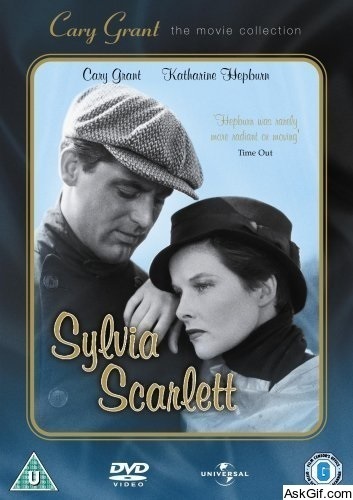 Cary Grant the movie collection
Cary Grant Katharine Hepburn
'Hepburn was rarely
more radiant or moving'
Time Out
Sylvia
Scarlett
U
DVD
VIDEO
UNIVERSAL
AskGif.com